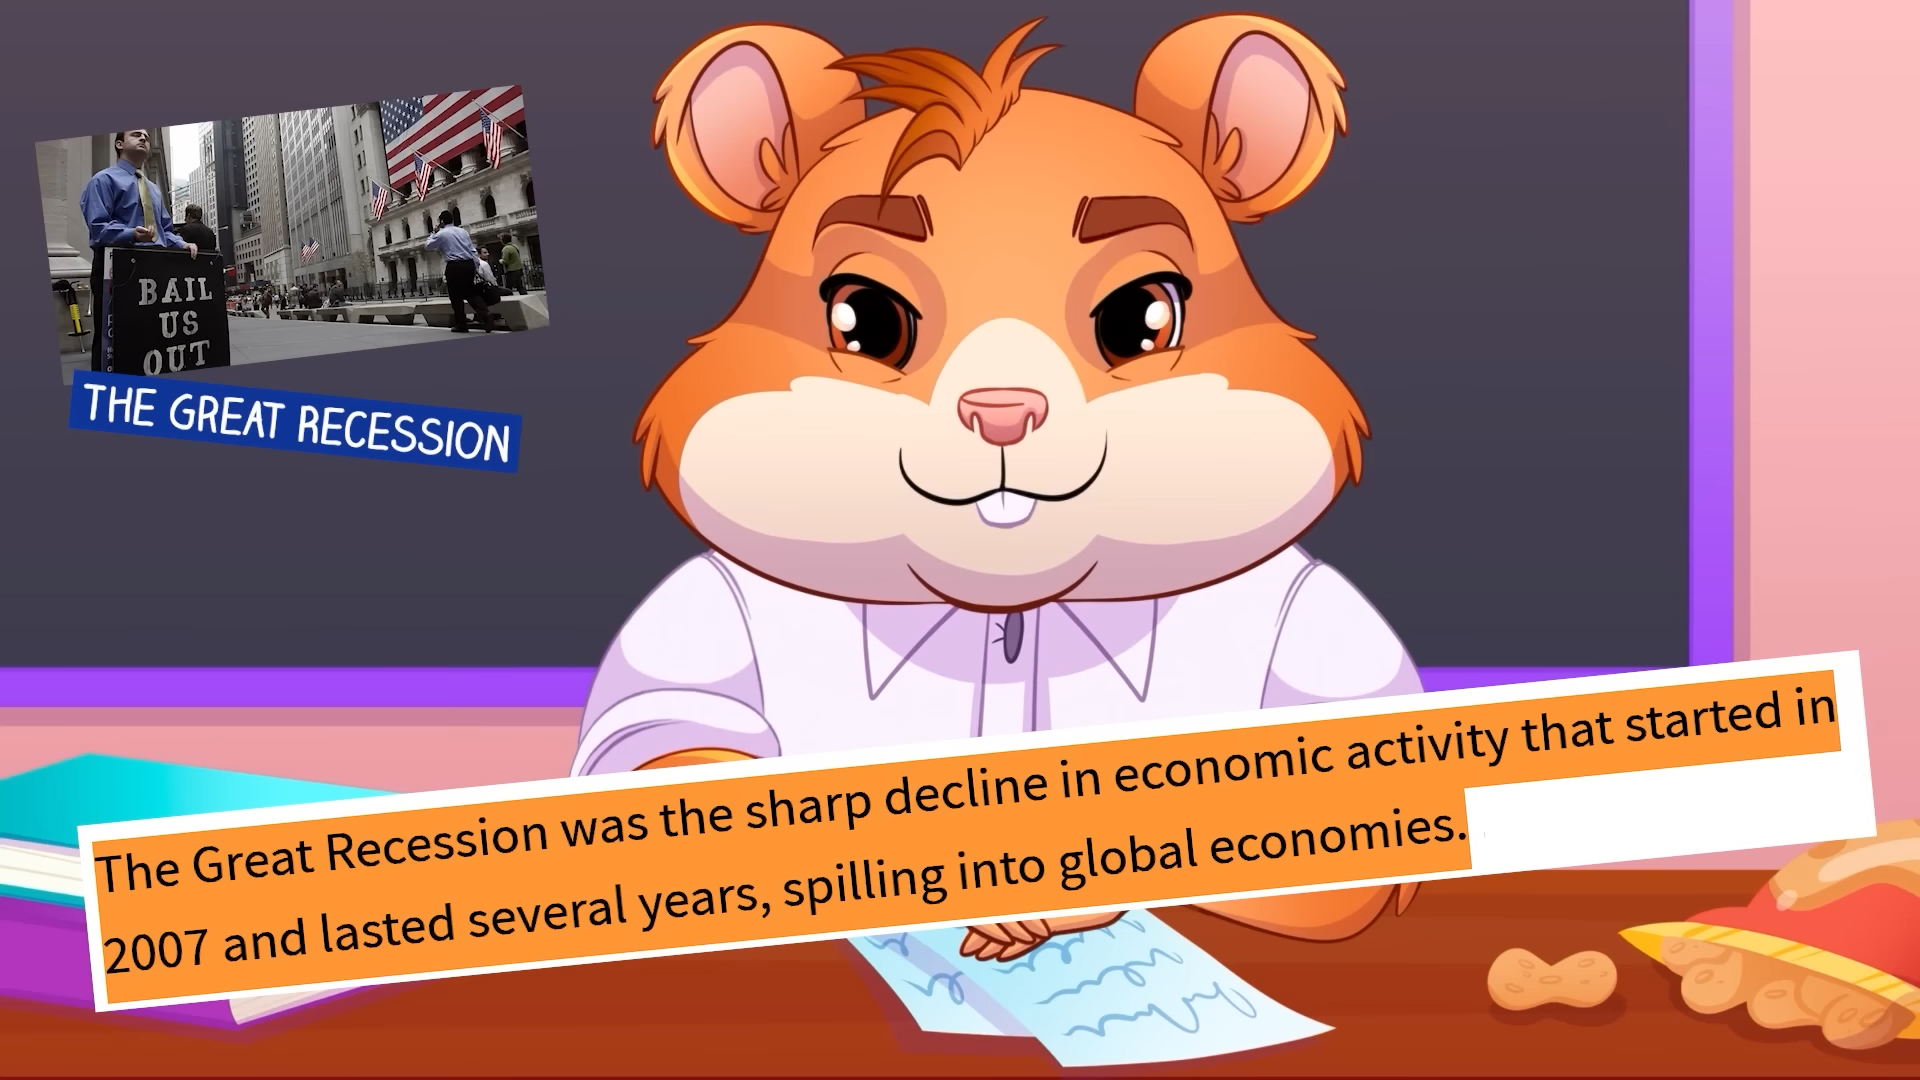 BAIL
US
OUT
THE GREAT RECESSION
The Great Recession was the sharp decline in economic activity that started in
2007 and lasted several years, spilling into global economies.